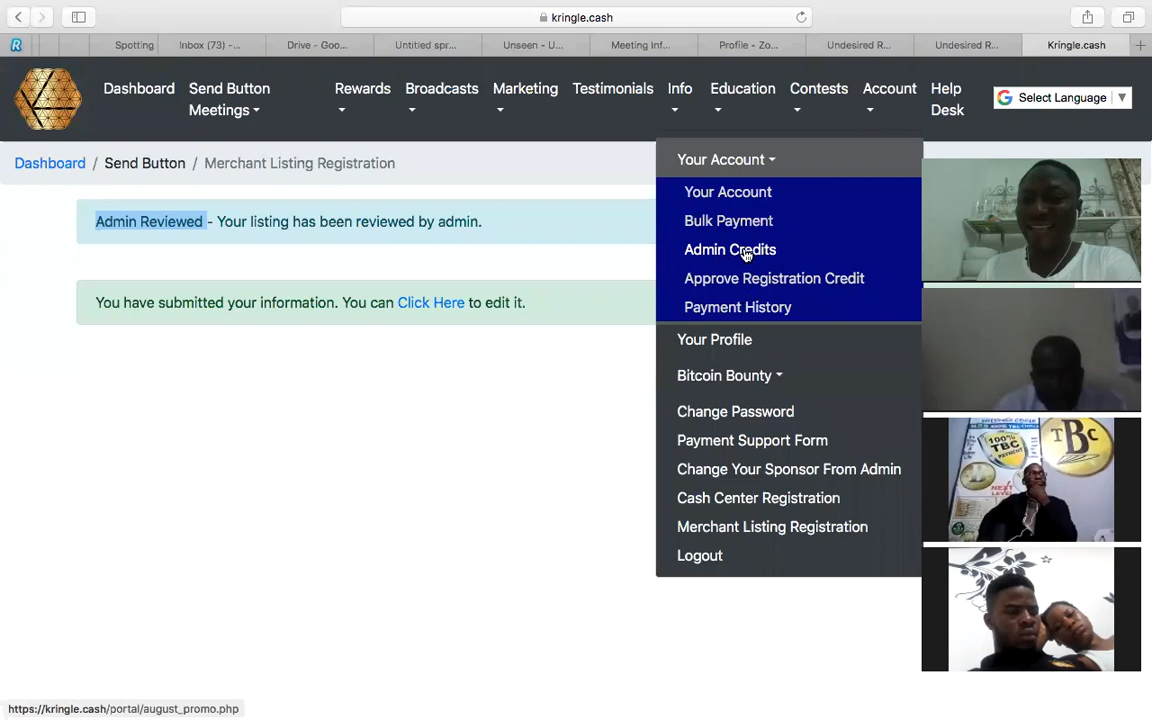 kringle.cash
Spotting
Inbox (73) -...
Drive - Goo...
Untitled spr...
Unseen - U...
Meeting Inf...
Profile - Zo...
Undesired R...
Undesired R...
Kringle.cash
Dashboard
Send Button
Meetings
Rewards
Broadcasts
Marketing
Testimonials
Info
Education
Contests
Account
Help
Desk
Select Language
Dashboard / Send Button / Merchant Listing Registration
Admin Reviewed - Your listing has been reviewed by admin.
You have submitted your information. You can Click Here to edit it.
Your Account
Your Account
Bulk Payment
Admin Credits
Approve Registration Credit
Payment History
Your Profile
Bitcoin Bounty
Change Password
Payment Support Form
Change Your Sponsor From Admin
Cash Center Registration
Merchant Listing Registration
Logout
100%
TBC
PAYMENT
TBC
NEXT
LEVEL
https://kringle.cash/portal/august_promo.php